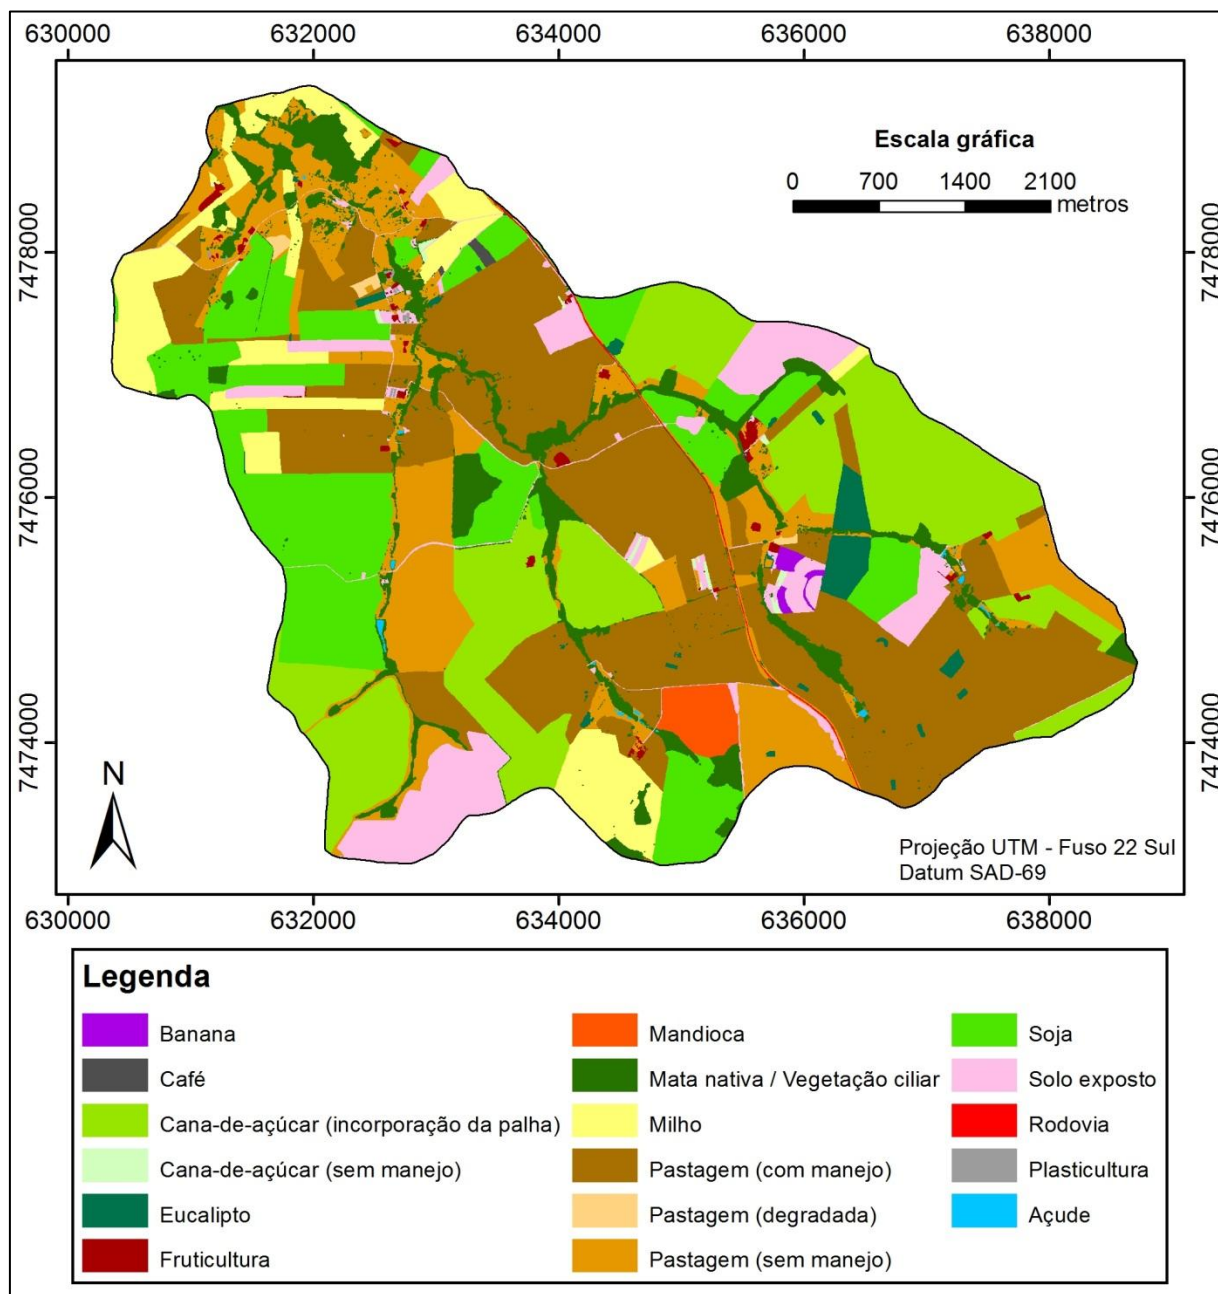 630000 632000 634000 636000 638000
Escala gráfica
0 700 1400 2100
metros
7478000 7478000
7476000 7476000
7474000 7474000
N
Projeção UTM - Fuso 22 Sul
Datum SAD-69
630000 632000 634000 636000 638000
Legenda
Banana
Café
Cana-de-açúcar (incorporação da palha)
Cana-de-açúcar (sem manejo)
Eucalipto
Fruticultura
Mandioca
Mata nativa / Vegetação ciliar
Milho
Pastagem (com manejo)
Pastagem (degradada)
Pastagem (sem manejo)
Soja
Solo exposto
Rodovia
Plasticultura
Açude